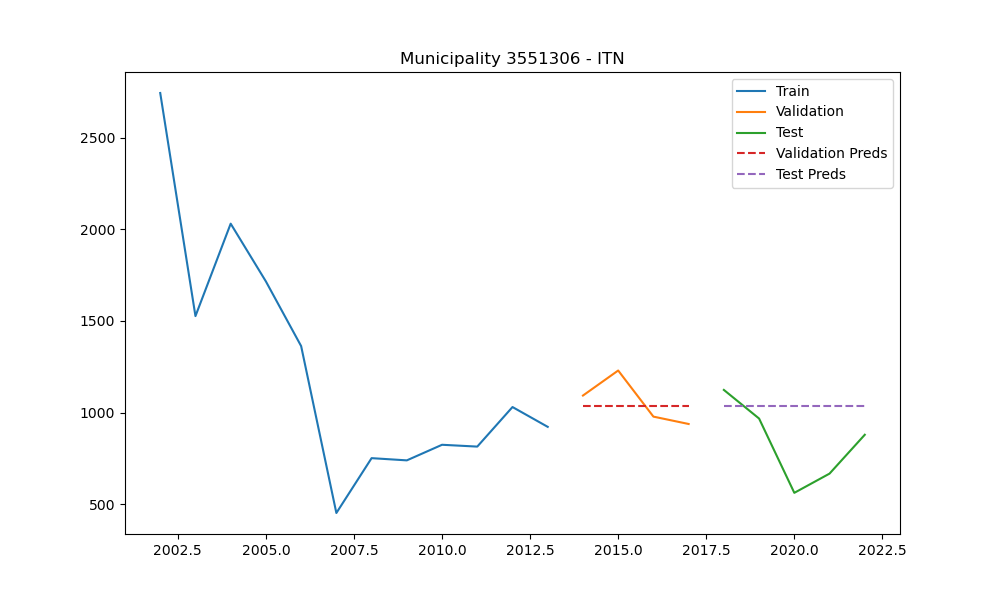 Municipality 3551306 - ITN
Train
Validation
Test
Validation Preds
Test Preds
2500
2000
1500
1000
500
2002.5 2005.0 2007.5 2010.0 2012.5 2015.0 2017.5 2020.0 2022.5